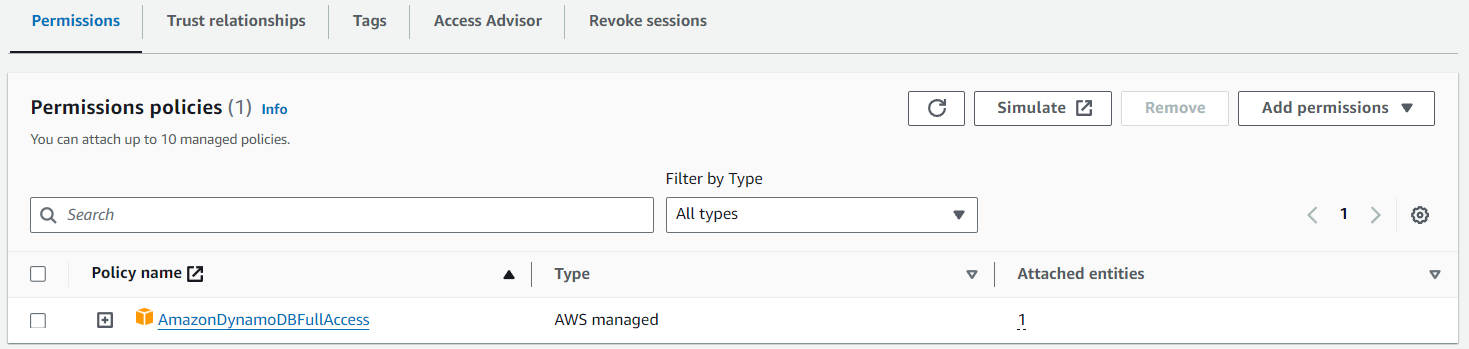 Permissions Trust relationships Tags Access Advisor Revoke sessions
Permissions policies (1) Info
You can attach up to 10 managed policies.
Simulate Remove Add permissions
Filter by Type
Search All types 1
Policy name Type Attached entities
AmazonDynamoDBFullAccess AWS managed 1